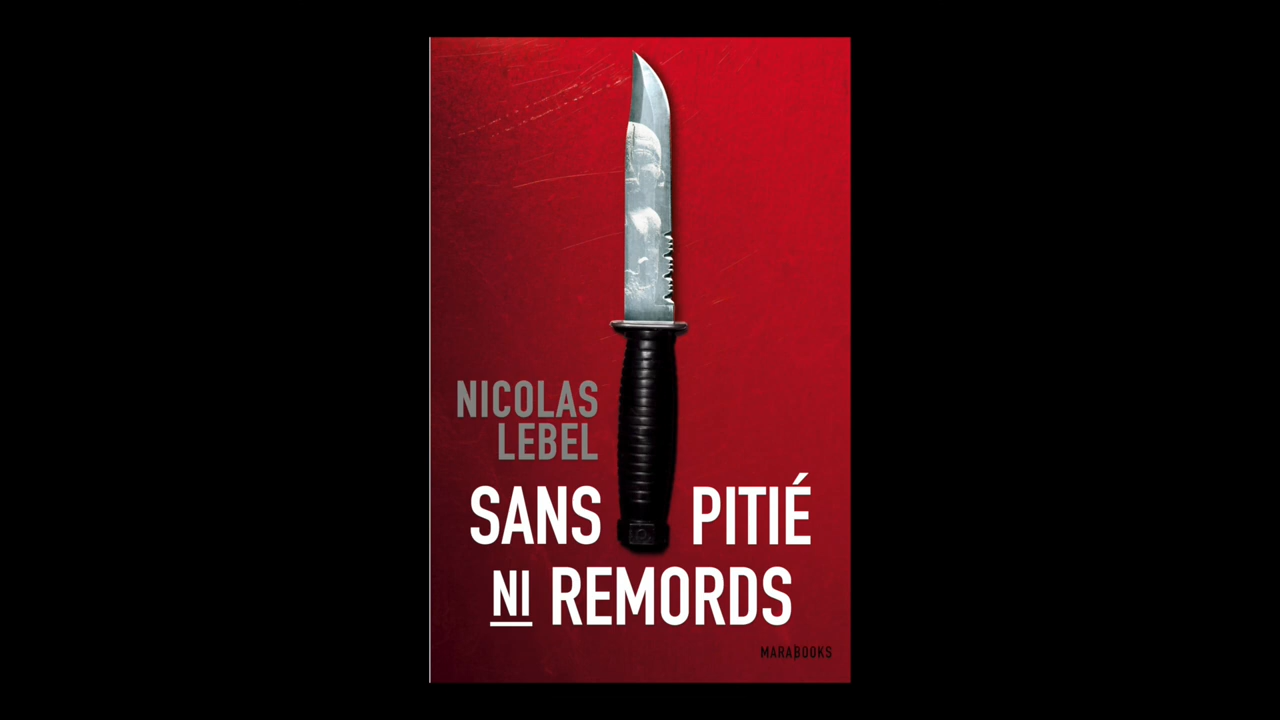 NICOLAS
LEBEL
SANS PITIÉ
NI REMORDS
MARABOOKS